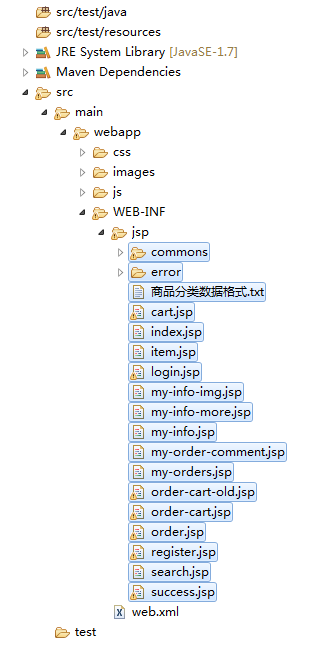 src/test/java
src/test/resources
JRE System Library [JavaSE-1.7]
Maven Dependencies
src
main
webapp
css
images
js
WEB-INF
jsp
commons
error
商品分类数据格式.txt
cart.jsp
index.jsp
item.jsp
login.jsp
my-info-img.jsp
my-info-more.jsp
my-info.jsp
my-order-comment.jsp
my-orders.jsp
order-cart-old.jsp
order-cart.jsp
order.jsp
register.jsp
search.jsp
success.jsp
web.xml
test